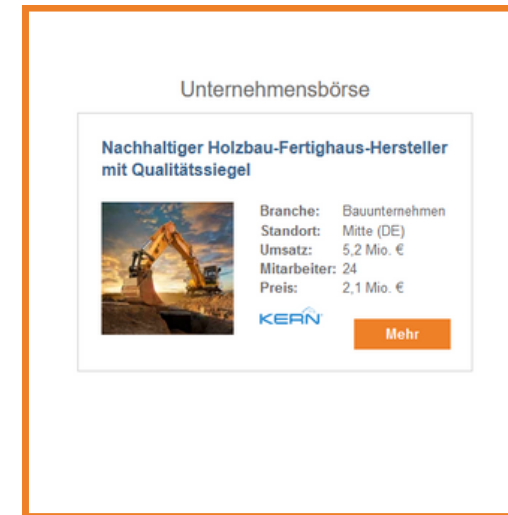 Unternehmensbörse
Nachhaltiger Holzbau-Fertighaus-Hersteller
mit Qualitätssiegel
Branche: Bauunternehmen
Standort: Mitte (DE)
Umsatz: 5,2 Mio. €
Mitarbeiter: 24
Preis: 2,1 Mio. €
KERN
Mehr